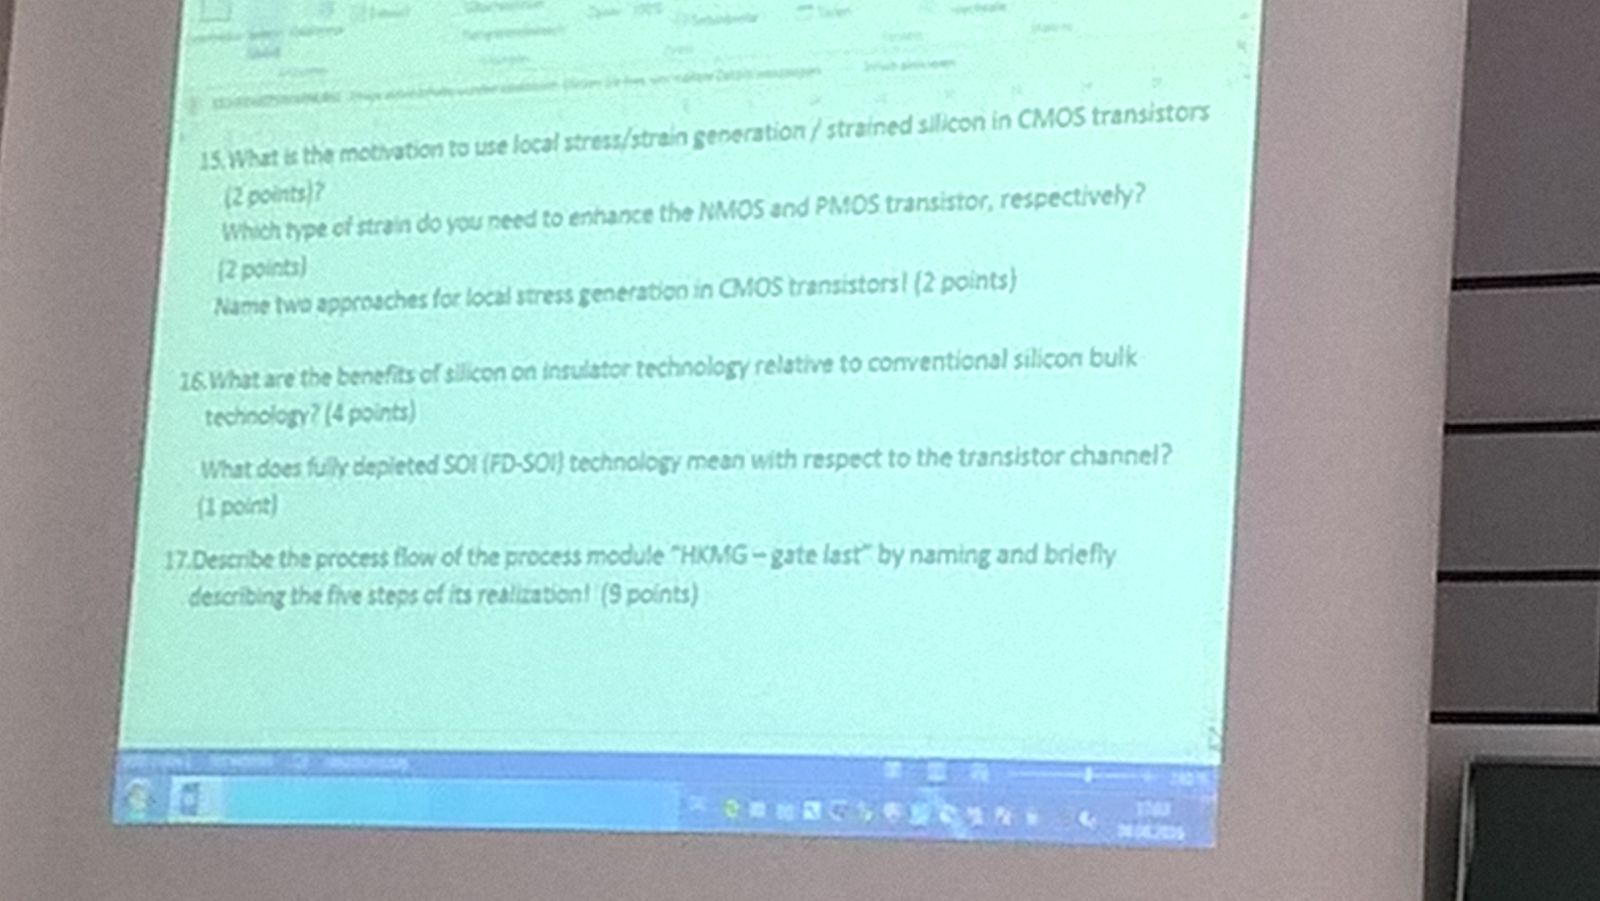 15. What is the motivation to use local stress/strain generation / strained silicon in CMOS transistors
(2 points)?
Which type of strain do you need to enhance the NMOS and PMOS transistor, respectively?
(2 points)
Name two approaches for local stress generation in CMOS transistors! (2 points)
16. What are the benefits of silicon on insulator technology relative to conventional silicon bulk
technology? (4 points)
What does fully depleted SOI (FD-SOI) technology mean with respect to the transistor channel?
(1 point)
17. Describe the process flow of the process module "HKMG – gate last" by naming and briefly
describing the five steps of its realization! (9 points)